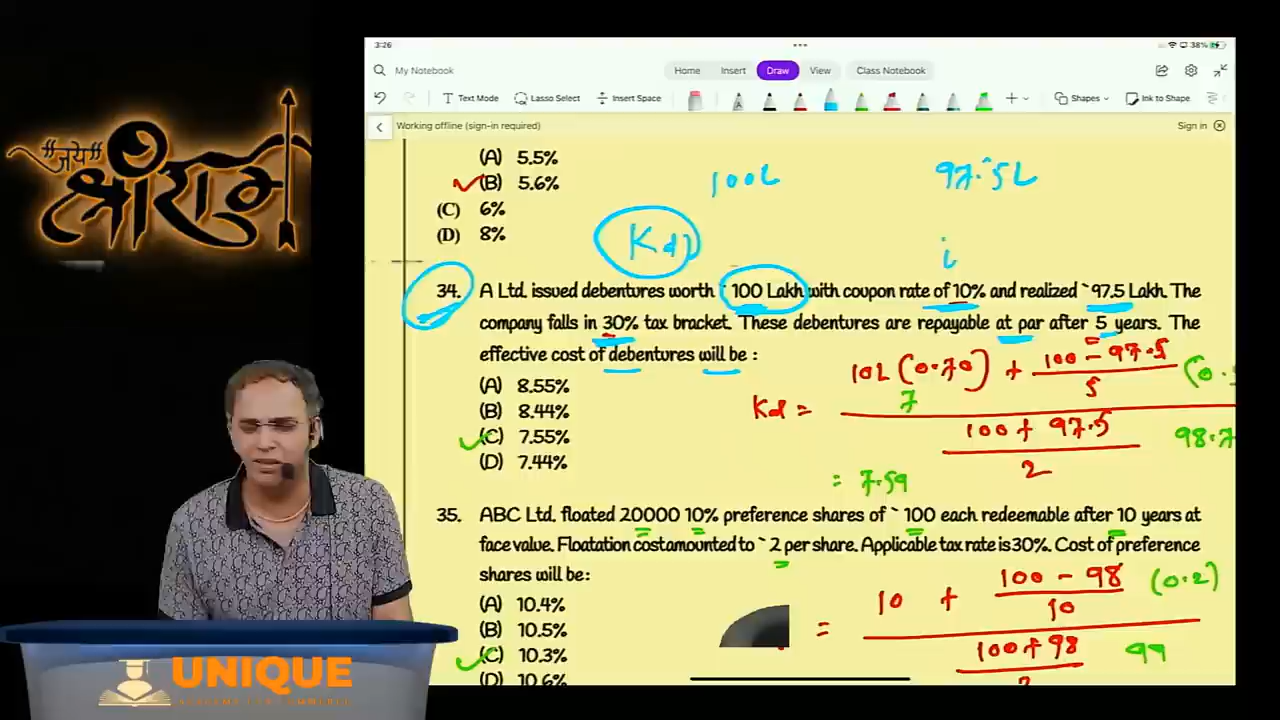 3:26
38%
My Notebook
Home Insert Draw View Class Notebook
Text Mode Lasso Select Insert Space Shapes Ink to Shape
Working offline (sign-in required) Sign in
"जय"
श्री राम
(A) 5.5%
(B) 5.6%
(C) 6%
(D) 8%
100L 97.5L
Kd
i
34. A Ltd. issued debentures worth ` 100 Lakh with coupon rate of 10% and realized ` 97.5 Lakh. The
company falls in 30% tax bracket. These debentures are repayable at par after 5 years. The
effective cost of debentures will be :
(A) 8.55%
(B) 8.44%
(C) 7.55%
(D) 7.44%
Kd = 10L (0.70) + 100 - 97.5
7 5 (0.
100 + 97.5 98.7
2
= 7.59
35. ABC Ltd. floated 20000 10% preference shares of ` 100 each redeemable after 10 years at
face value. Floatation costamounted to ` 2 per share. Applicable tax rate is 30%. Cost of preference
shares will be:
(A) 10.4%
(B) 10.5%
(C) 10.3%
(D) 10.6%
= 10 + 100 - 98 (0.2)
10
100 + 98 99
UNIQUE